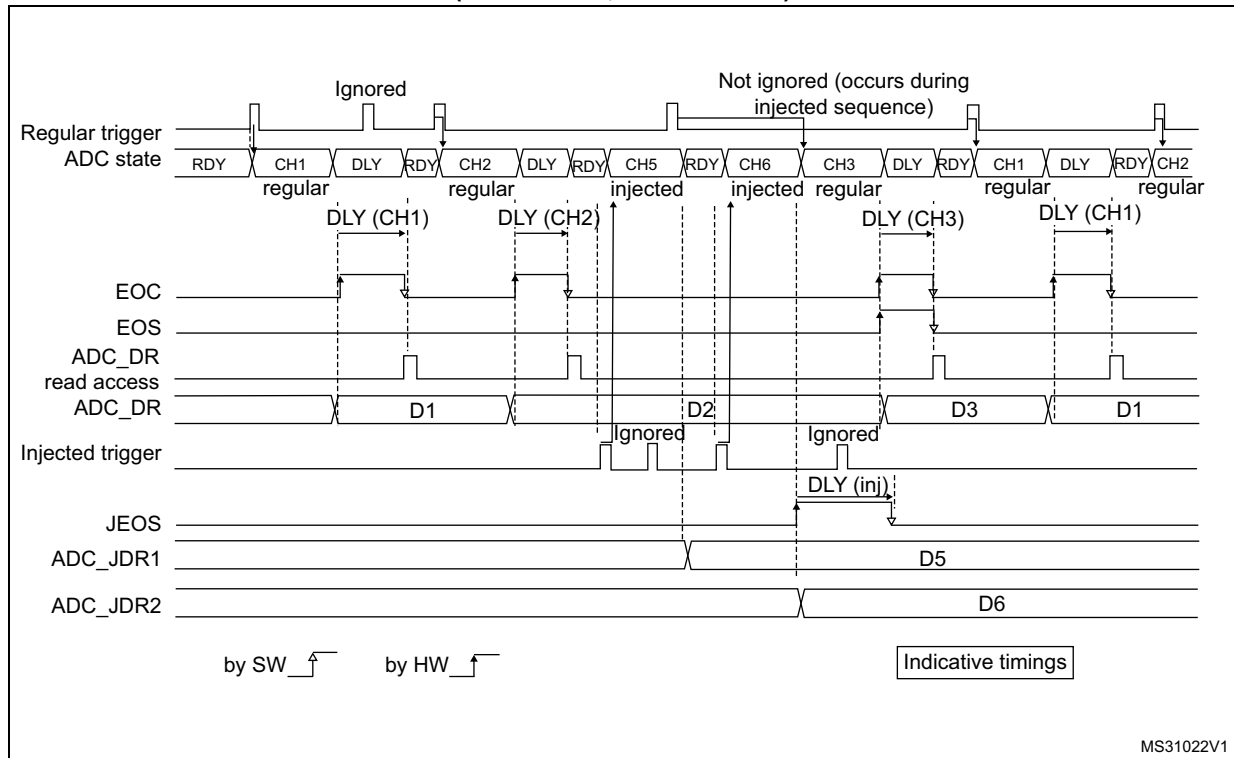 Ignored
Not ignored (occurs during
injected sequence)
Regular trigger
ADC state
RDY CH1 DLY RDY CH2 DLY RDY CH5 RDY CH6 CH3 DLY RDY CH1 DLY RDY CH2
regular regular injected injected regular regular regular
DLY (CH1) DLY (CH2) DLY (CH3) DLY (CH1)
EOC
EOS
ADC_DR
read access
ADC_DR D1 D2 D3 D1
Ignored Ignored
Injected trigger
DLY (inj)
JEOS
ADC_JDR1 D5
ADC_JDR2 D6
by SW by HW Indicative timings
MS31022V1